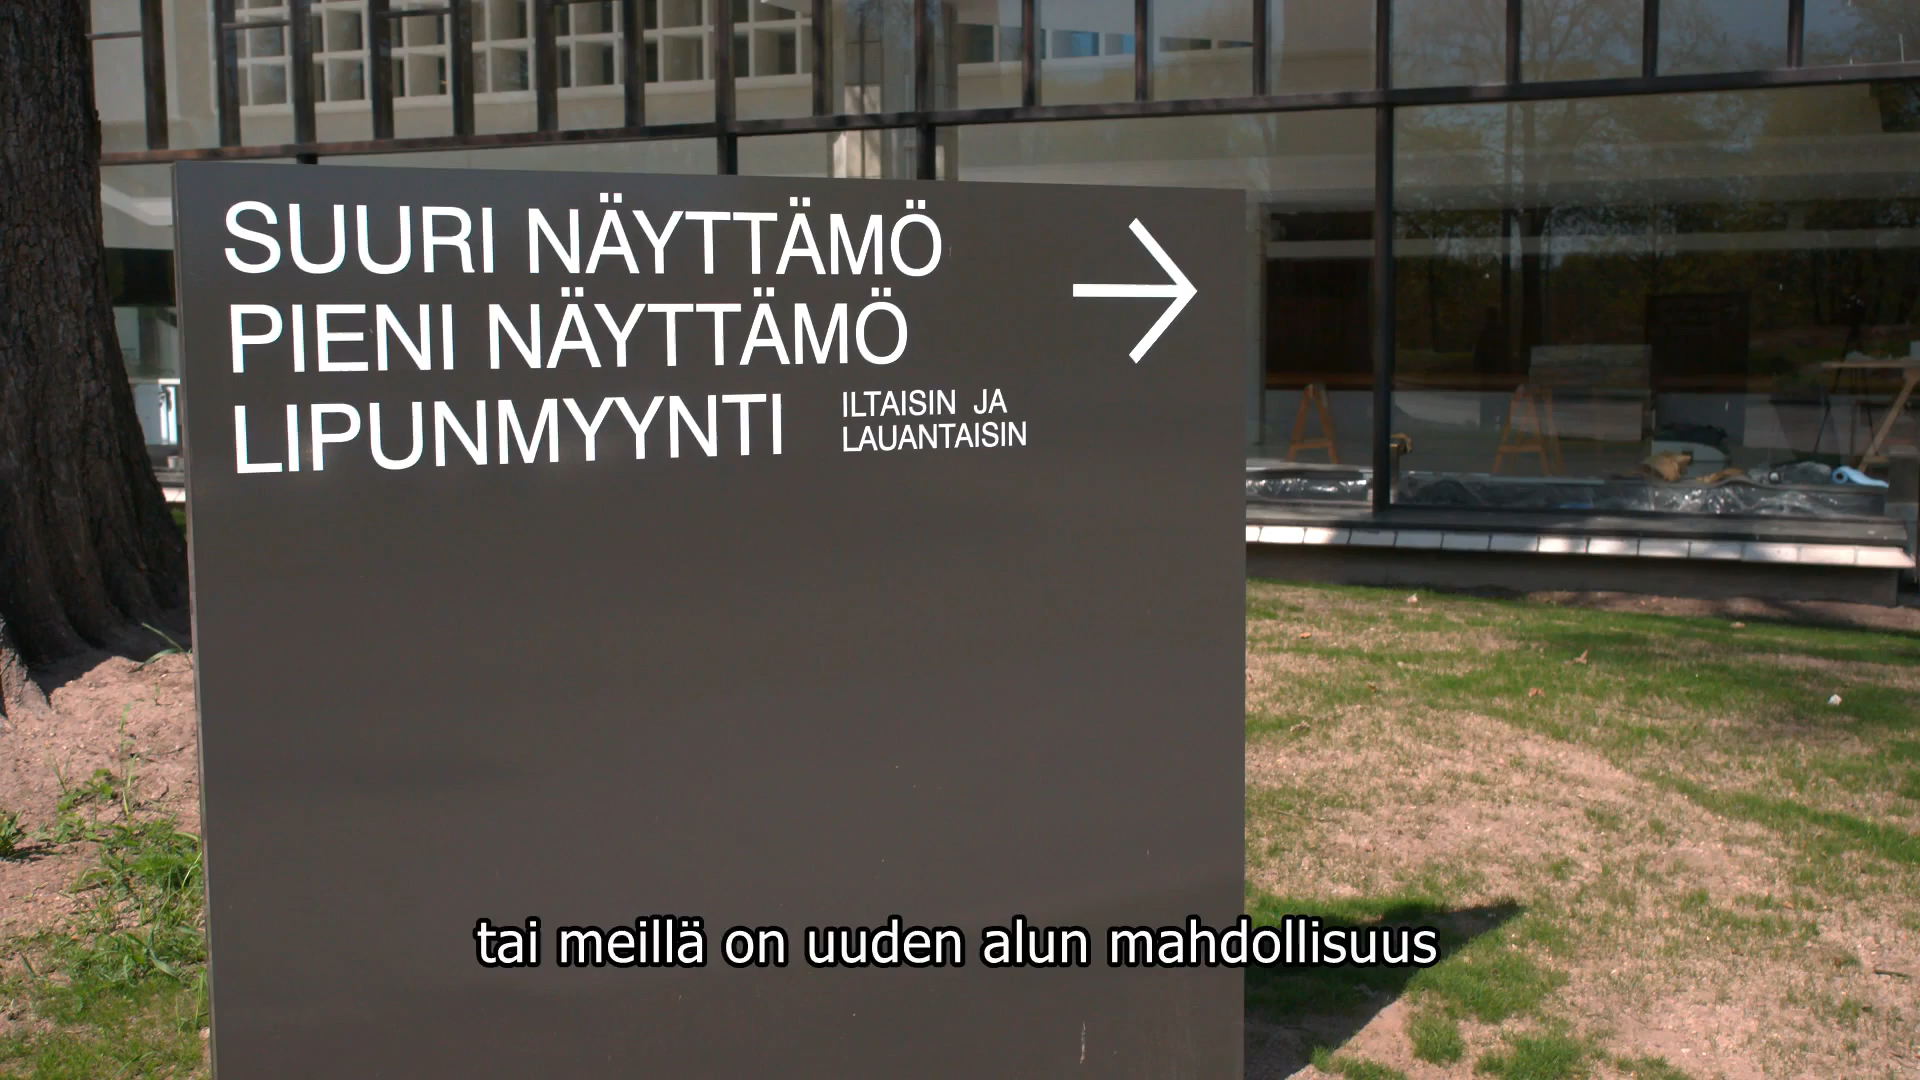 SUURI NÄYTTÄMÖ
PIENI NÄYTTÄMÖ
LIPUNMYYNTI
ILTAISIN JA
LAUANTAISIN
tai meillä on uuden alun mahdollisuus